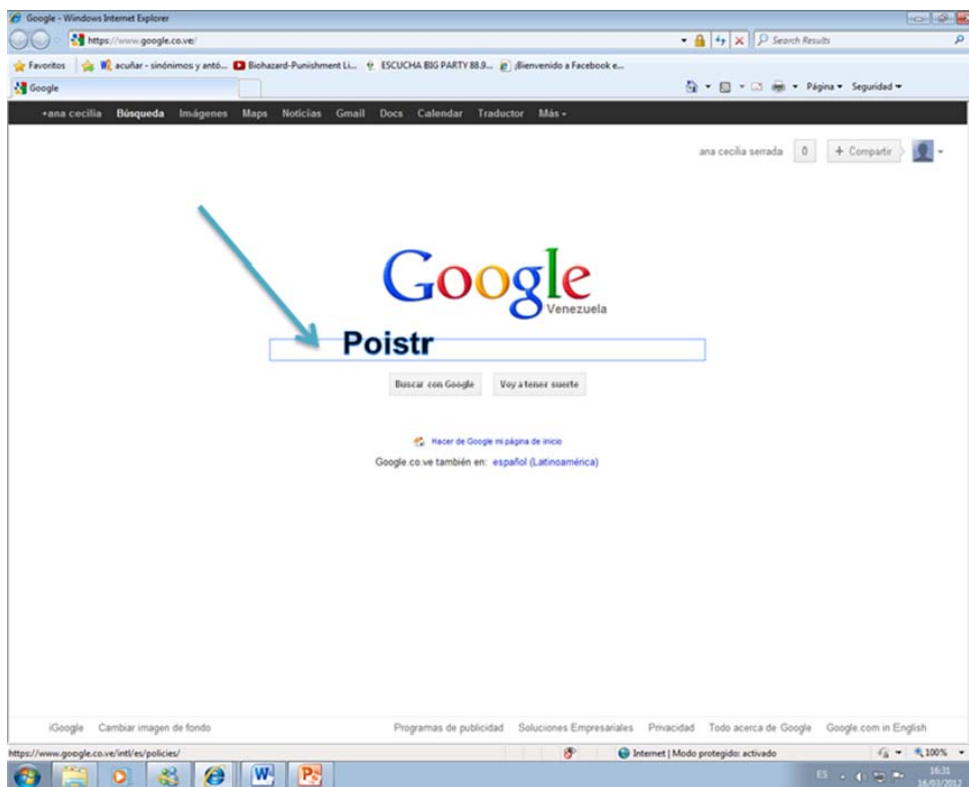 Google - Windows Internet Explorer
https://www.google.co.ve/
Search Results
Favoritos acuñar - sinónimos y antó... Biohazard-Punishment Li... ESCUCHA BIG PARTY 88.9... ¡Bienvenido a Facebook e...
Google
Página Seguridad
+ana cecilia Búsqueda Imágenes Maps Noticias Gmail Docs Calendar Traductor Más
ana cecilia serrada 0 + Compartir
Google
Venezuela
Poistr
Buscar con Google Voy a tener suerte
Hacer de Google mi página de inicio
Google.co.ve también en: español (Latinoamérica)
iGoogle Cambiar imagen de fondo Programas de publicidad Soluciones Empresariales Privacidad Todo acerca de Google Google.com in English
https://www.google.co.ve/intl/es/policies/ Internet | Modo protegido: activado 100%
ES 16:31
16/03/2012